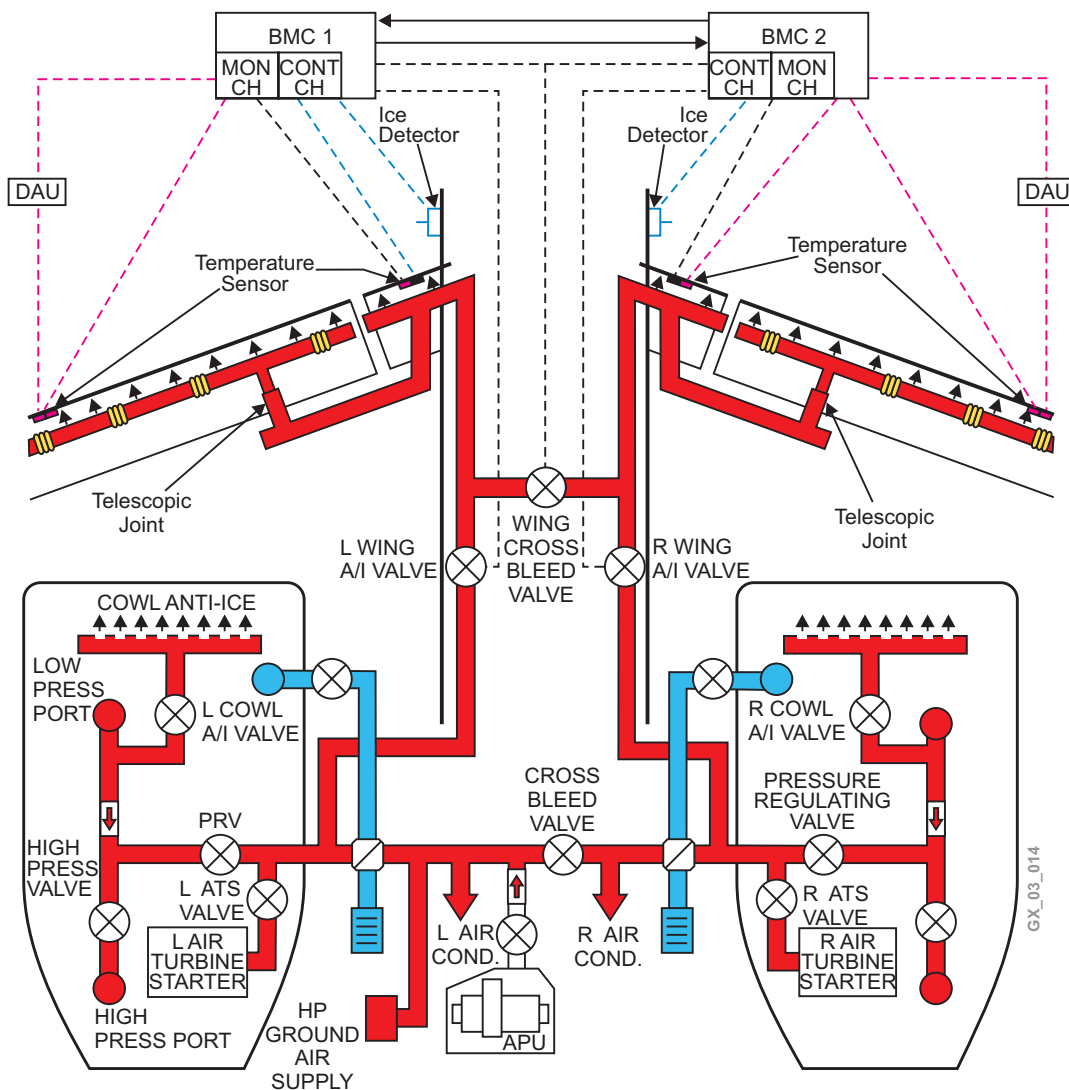 BMC 1
BMC 2
MON
CH
CONT
CH
CONT
CH
MON
CH
Ice
Detector
Ice
Detector
DAU
DAU
Temperature
Sensor
Temperature
Sensor
Telescopic
Joint
Telescopic
Joint
L WING
A/I VALVE
WING
CROSS
BLEED
VALVE
R WING
A/I VALVE
COWL ANTI-ICE
LOW
PRESS
PORT
L COWL
A/I VALVE
R COWL
A/I VALVE
CROSS
BLEED
VALVE
PRESSURE
REGULATING
VALVE
PRV
HIGH
PRESS
VALVE
L ATS
VALVE
R ATS
VALVE
L AIR
TURBINE
STARTER
L AIR
COND.
R AIR
COND.
R AIR
TURBINE
STARTER
HIGH
PRESS PORT
HP
GROUND
AIR
SUPPLY
APU
GX_03_014